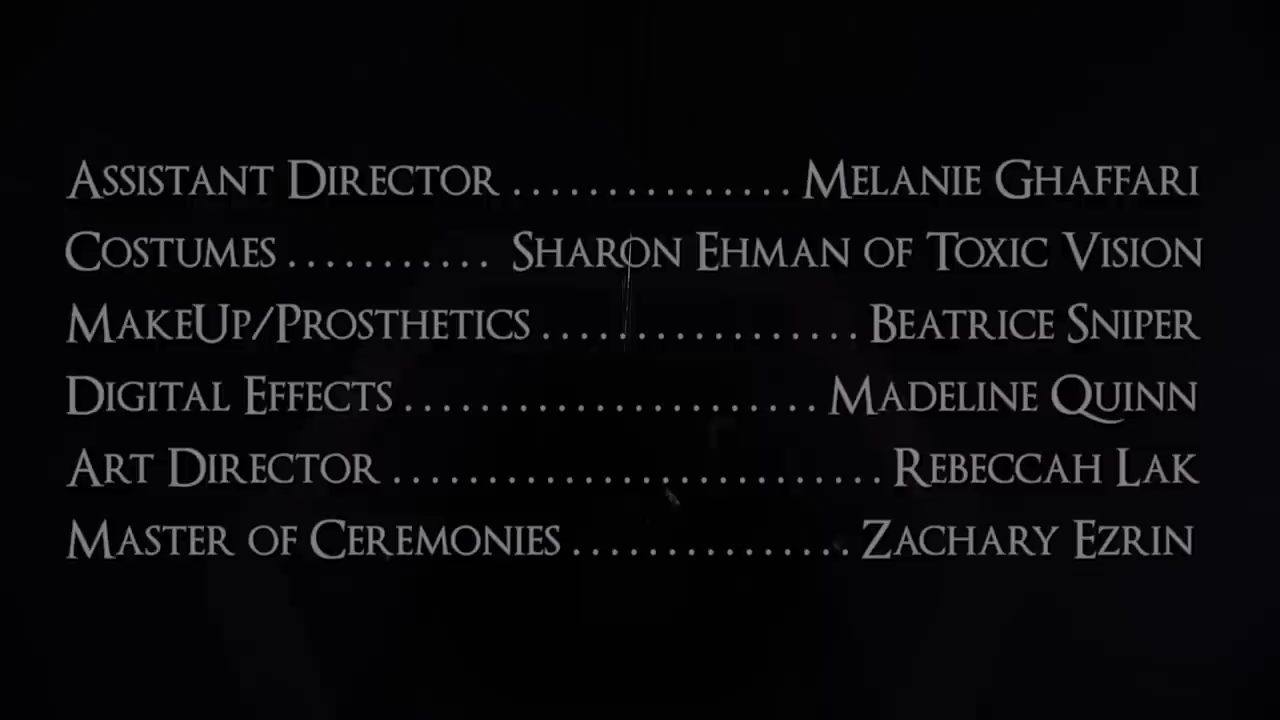 Assistant Director ............... Melanie Ghaffari
Costumes ........... Sharon Ehman of Toxic Vision
MakeUp/Prosthetics ................. Beatrice Sniper
Digital Effects ...................... Madeline Quinn
Art Director .......................... Rebeccah Lak
Master of Ceremonies ............... Zachary Ezrin